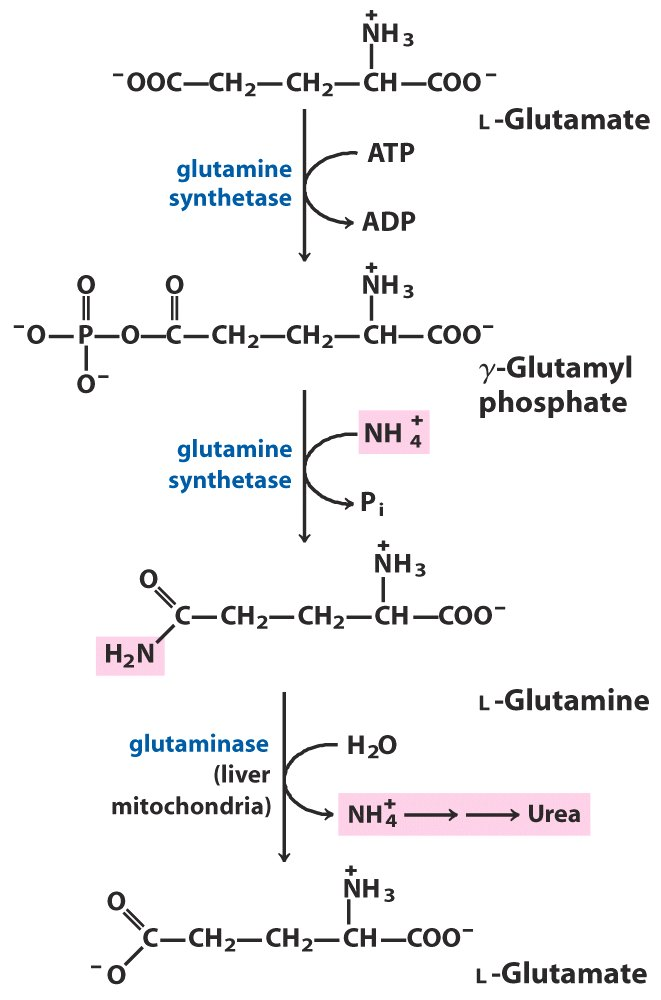 ⁺NH₃
⁻OOC—CH₂—CH₂—CH—COO⁻
L-Glutamate
glutamine
synthetase
ATP
ADP
O O ⁺NH₃
⁻O—P—O—C—CH₂—CH₂—CH—COO⁻
O⁻
γ-Glutamyl
phosphate
glutamine
synthetase
NH₄⁺
Pᵢ
O ⁺NH₃
C—CH₂—CH₂—CH—COO⁻
H₂N
L-Glutamine
glutaminase
(liver
mitochondria)
H₂O
NH₄⁺ → → Urea
O ⁺NH₃
C—CH₂—CH₂—CH—COO⁻
⁻O
L-Glutamate